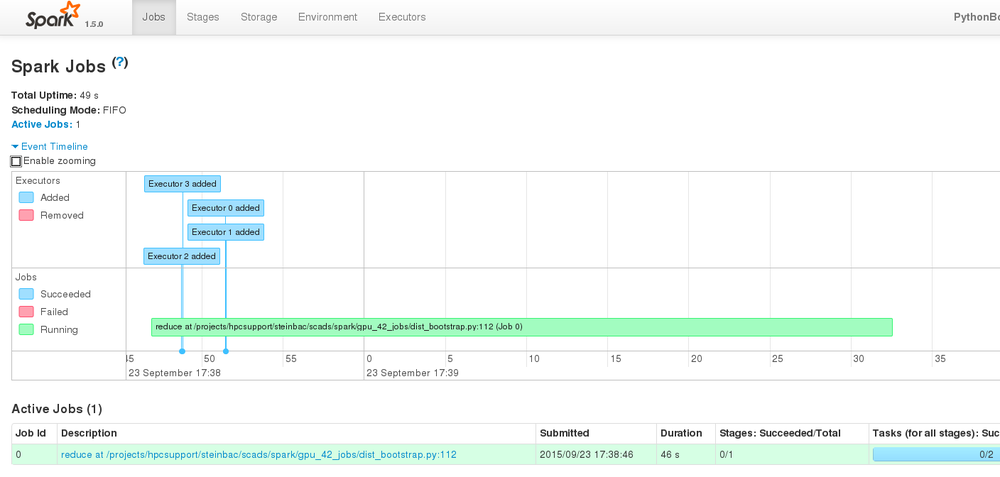 Spark 1.5.0 Jobs Stages Storage Environment Executors PythonBo
Spark Jobs (?)
Total Uptime: 49 s
Scheduling Mode: FIFO
Active Jobs: 1
Event Timeline
Enable zooming
Executors
Added
Removed
Executor 3 added
Executor 0 added
Executor 1 added
Executor 2 added
Jobs
Succeeded
Failed
Running
reduce at /projects/hpcsupport/steinbac/scads/spark/gpu_42_jobs/dist_bootstrap.py:112 (Job 0)
45 50 55 0 5 10 15 20 25 30 35
23 September 17:38 23 September 17:39
Active Jobs (1)
Job Id Description Submitted Duration Stages: Succeeded/Total Tasks (for all stages): Suc
0 reduce at /projects/hpcsupport/steinbac/scads/spark/gpu_42_jobs/dist_bootstrap.py:112 2015/09/23 17:38:46 46 s 0/1 0/2